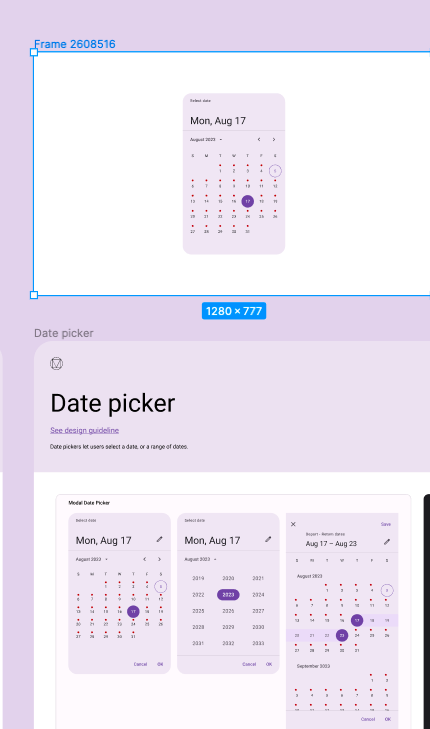 Frame 2608516
Select date
Mon, Aug 17
August 2023
S M T W T F S
1 2 3 4 5
6 7 8 9 10 11 12
13 14 15 16 17 18 19
20 21 22 23 24 25 26
27 28 29 30 31
1280 × 777
Date picker
Date picker
See design guideline
Date pickers let users select a date, or a range of dates.
Modal Date Picker
Select date
Mon, Aug 17
August 2023
S M T W T F S
1 2 3 4 5
6 7 8 9 10 11 12
13 14 15 16 17 18 19
20 21 22 23 24 25 26
27 28 29 30 31
Cancel OK
Select date
Mon, Aug 17
August 2023
2019 2020 2021
2022 2023 2024
2025 2026 2027
2028 2029 2030
2031 2032 2033
Cancel OK
Save
Depart - Return dates
Aug 17 – Aug 23
S M T W T F S
August 2023
1 2 3 4 5
6 7 8 9 10 11 12
13 14 15 16 17 18 19
20 21 22 23 24 25 26
27 28 29 30 31
September 2023
1 2
3 4 5 6 7 8 9
Cancel OK